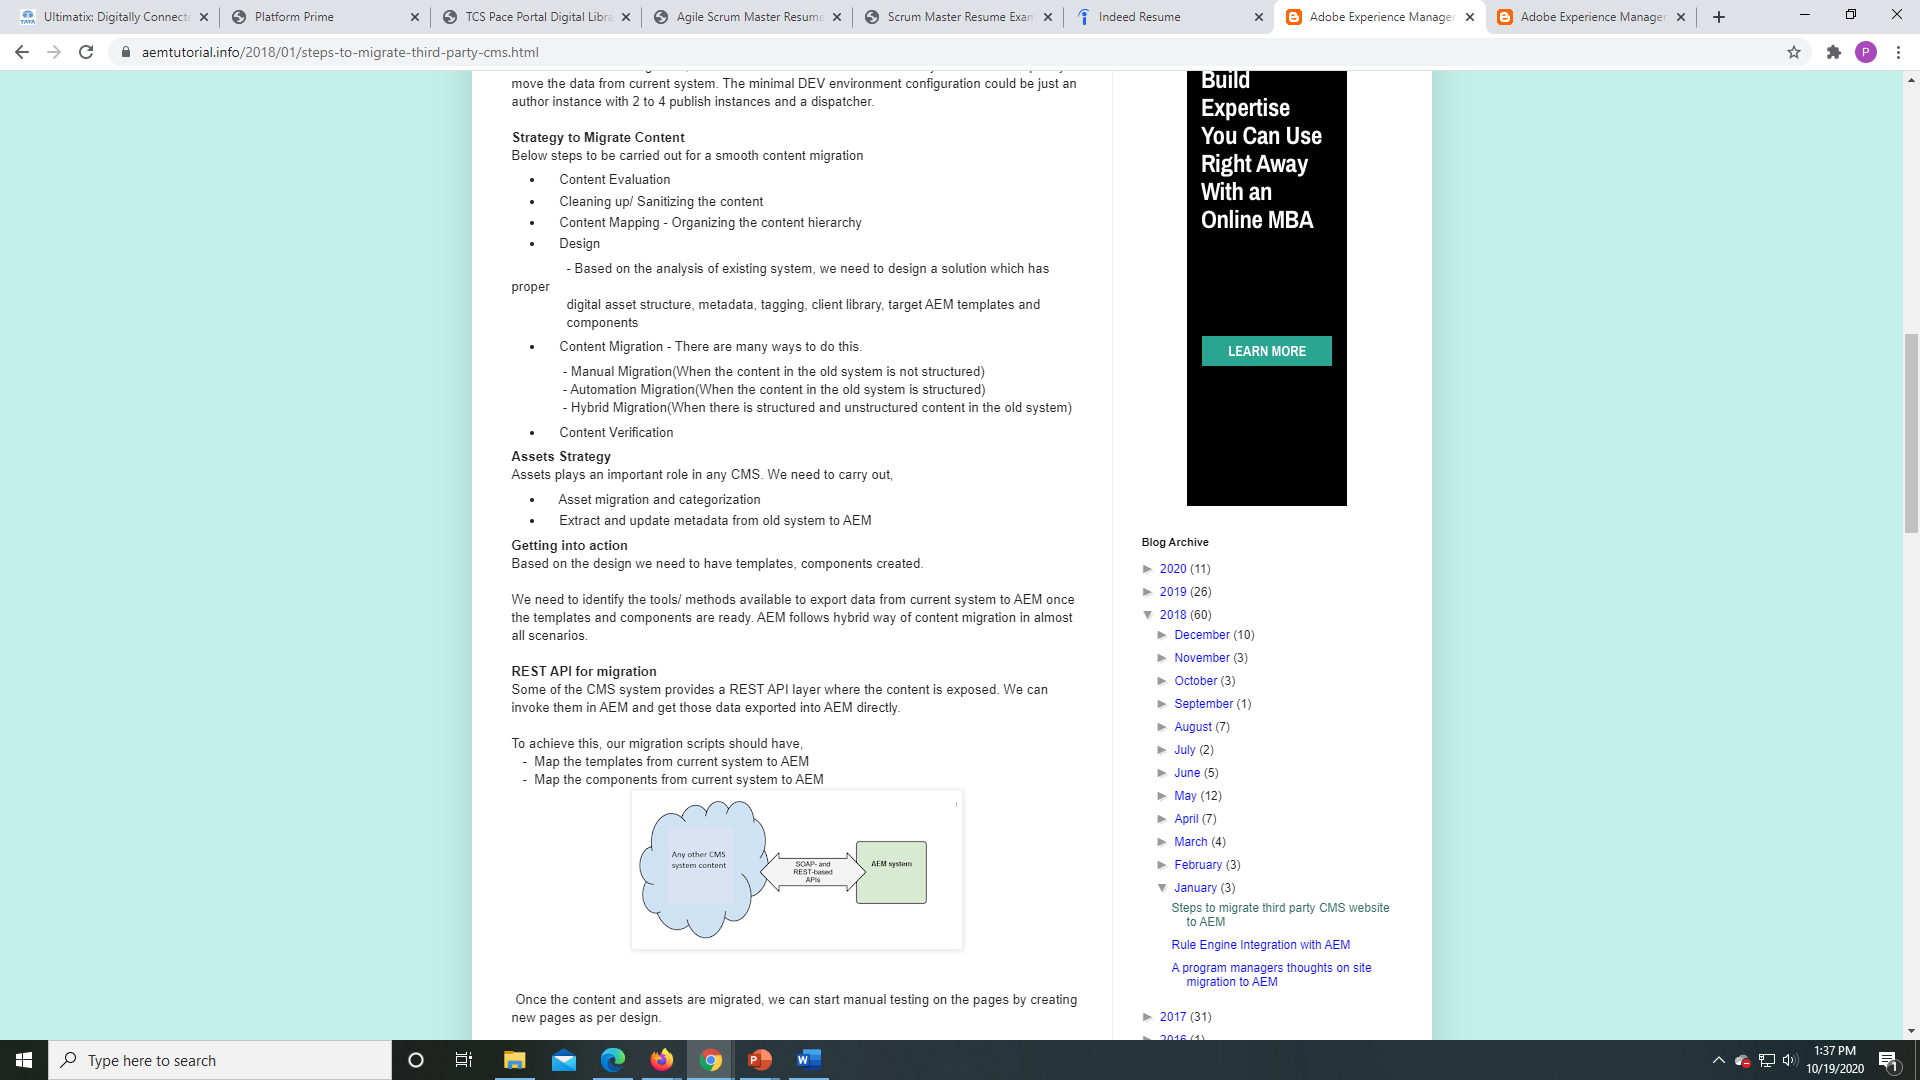 Ultimatix: Digitally Connecte
Platform Prime
TCS Pace Portal Digital Libra
Agile Scrum Master Resume
Scrum Master Resume Exam
Indeed Resume
Adobe Experience Manager
Adobe Experience Manager
aemtutorial.info/2018/01/steps-to-migrate-third-party-cms.html
P
move the data from current system. The minimal DEV environment configuration could be just an
author instance with 2 to 4 publish instances and a dispatcher.
Strategy to Migrate Content
Below steps to be carried out for a smooth content migration
• Content Evaluation
• Cleaning up/ Sanitizing the content
• Content Mapping - Organizing the content hierarchy
• Design
- Based on the analysis of existing system, we need to design a solution which has
proper
digital asset structure, metadata, tagging, client library, target AEM templates and
components
• Content Migration - There are many ways to do this.
- Manual Migration(When the content in the old system is not structured)
- Automation Migration(When the content in the old system is structured)
- Hybrid Migration(When there is structured and unstructured content in the old system)
• Content Verification
Assets Strategy
Assets plays an important role in any CMS. We need to carry out,
• Asset migration and categorization
• Extract and update metadata from old system to AEM
Getting into action
Based on the design we need to have templates, components created.
We need to identify the tools/ methods available to export data from current system to AEM once
the templates and components are ready. AEM follows hybrid way of content migration in almost
all scenarios.
REST API for migration
Some of the CMS system provides a REST API layer where the content is exposed. We can
invoke them in AEM and get those data exported into AEM directly.
To achieve this, our migration scripts should have,
- Map the templates from current system to AEM
- Map the components from current system to AEM
Any other CMS
system content
SOAP- and
REST-based
APIs
AEM system
Once the content and assets are migrated, we can start manual testing on the pages by creating
new pages as per design.
Build
Expertise
You Can Use
Right Away
With an
Online MBA
LEARN MORE
Blog Archive
► 2020 (11)
► 2019 (26)
▼ 2018 (60)
► December (10)
► November (3)
► October (3)
► September (1)
► August (7)
► July (2)
► June (5)
► May (12)
► April (7)
► March (4)
► February (3)
▼ January (3)
Steps to migrate third party CMS website
to AEM
Rule Engine Integration with AEM
A program managers thoughts on site
migration to AEM
► 2017 (31)
► 2016 (1)
Type here to search
1:37 PM
10/19/2020
1